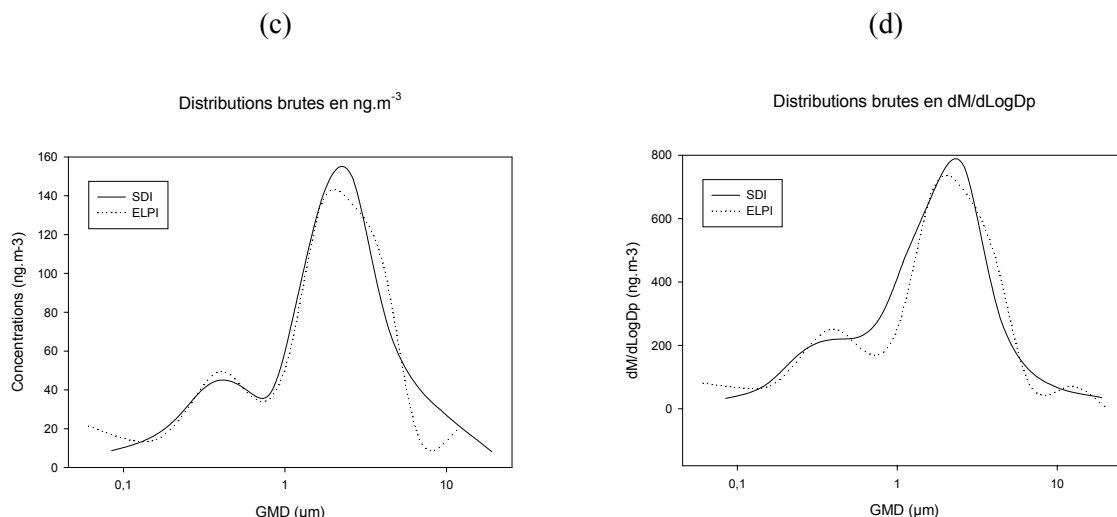 (c)
Distributions brutes en ng.m-3
160
140
120
100
80
60
40
20
0
Concentrations (ng.m-3)
SDI
ELPI
0,1
1
10
GMD (µm)
(d)
Distributions brutes en dM/dLogDp
800
600
400
200
0
dM/dLogDp (ng.m-3)
SDI
ELPI
0,1
1
10
GMD (µm)